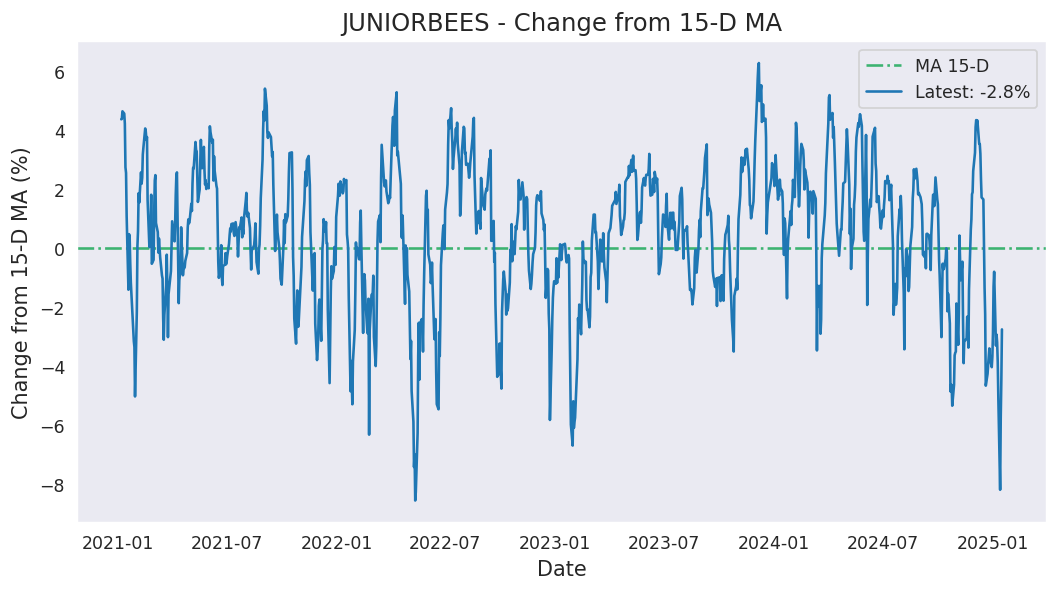 JUNIORBEES - Change from 15-D MA
MA 15-D
Latest: -2.8%
Change from 15-D MA (%)
6
4
2
0
−2
−4
−6
−8
2021-01 2021-07 2022-01 2022-07 2023-01 2023-07 2024-01 2024-07 2025-01
Date